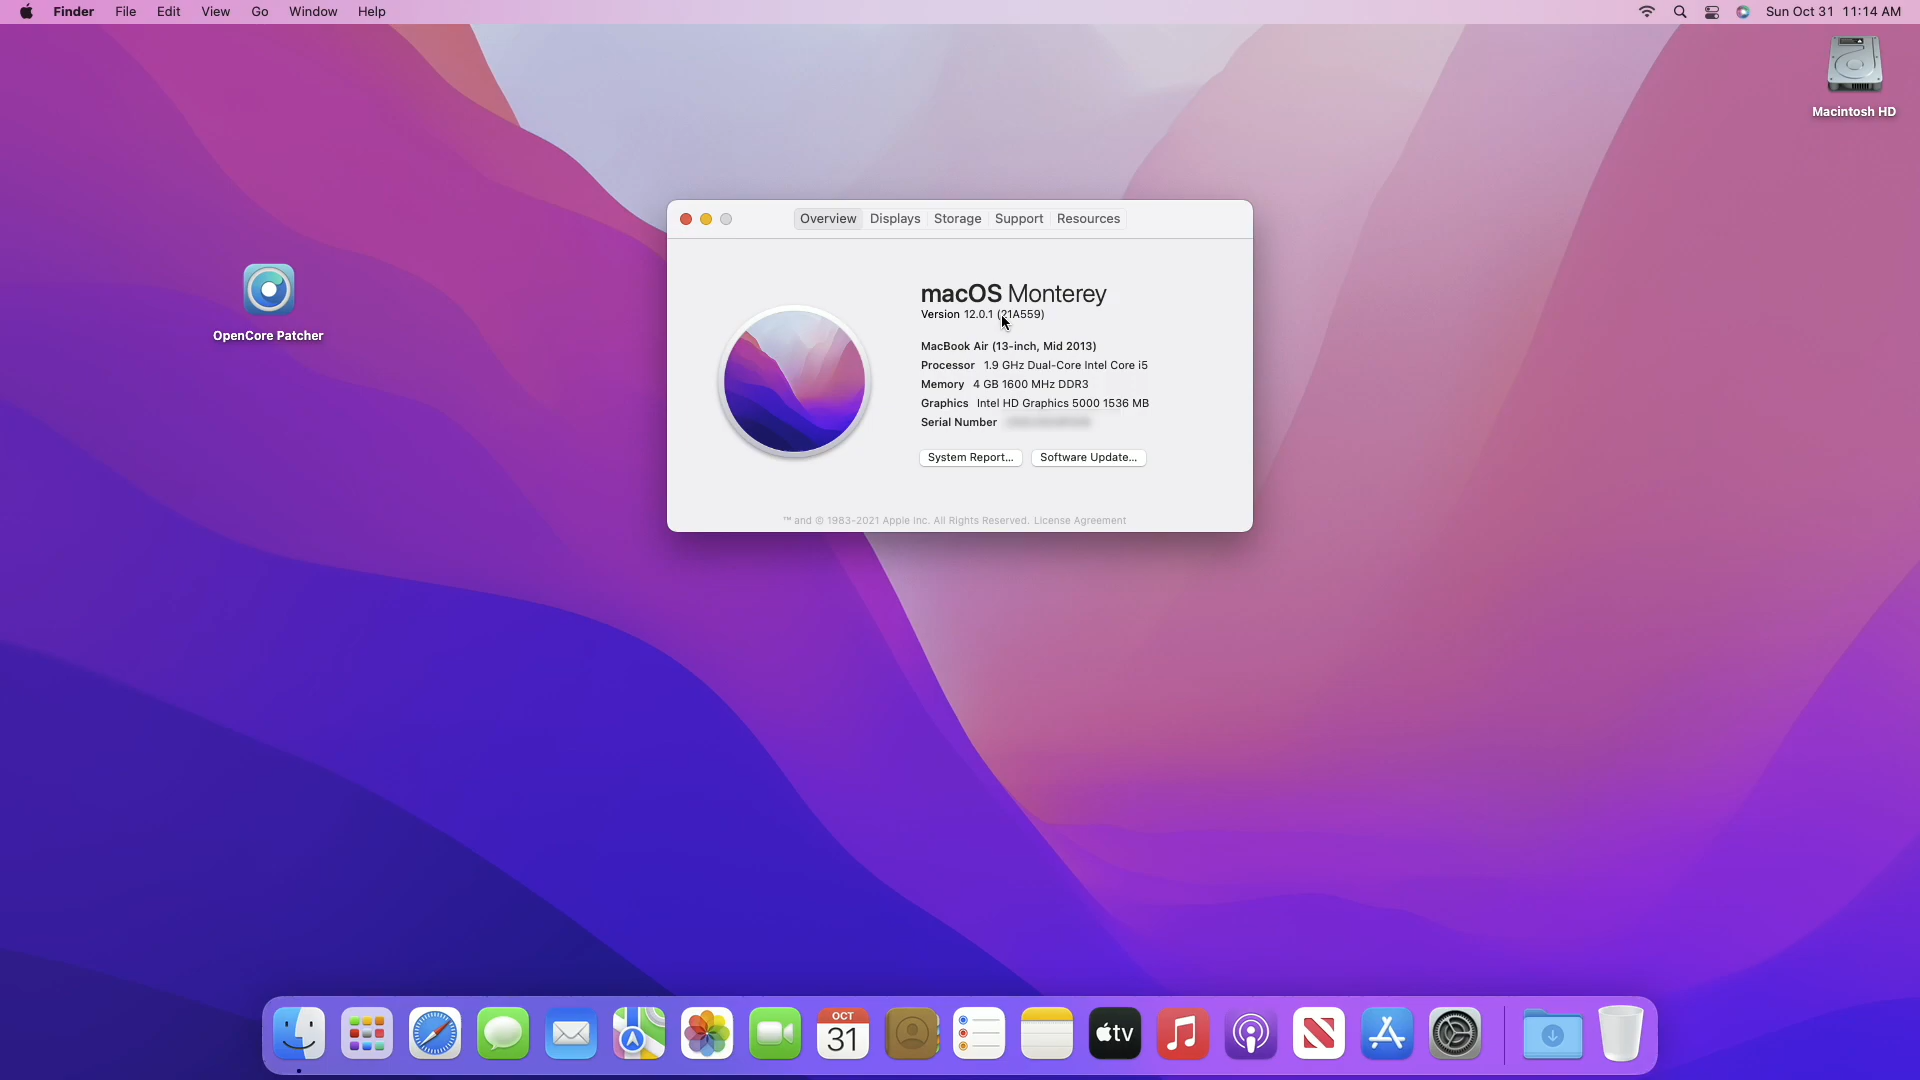 Finder File Edit View Go Window Help
Sun Oct 31 11:14 AM
Macintosh HD
OpenCore Patcher
Overview Displays Storage Support Resources
macOS Monterey
Version 12.0.1 (21A559)
MacBook Air (13-inch, Mid 2013)
Processor 1.9 GHz Dual-Core Intel Core i5
Memory 4 GB 1600 MHz DDR3
Graphics Intel HD Graphics 5000 1536 MB
Serial Number
System Report... Software Update...
™ and © 1983-2021 Apple Inc. All Rights Reserved. License Agreement
OCT
31
tv